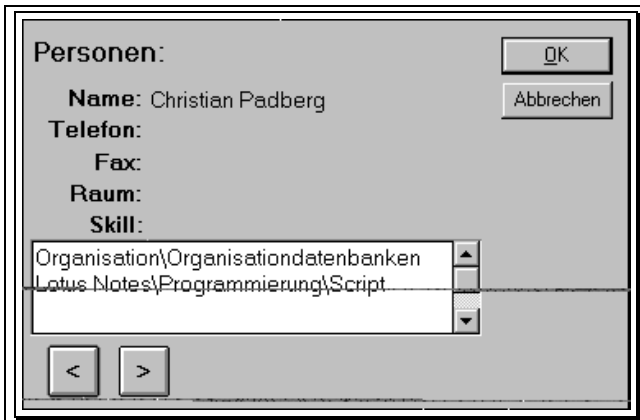 Personen:
OK
Name: Christian Padberg
Abbrechen
Telefon:
Fax:
Raum:
Skill:
Organisation\Organisationdatenbanken
Lotus Notes\Programmierung\Script
< >